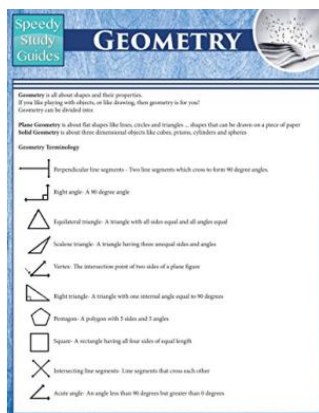 Speedy
Study
Guides
GEOMETRY
Geometry is all about shapes and their properties.
If you like playing with objects, or like drawing, then geometry is for you!
Geometry can be divided into:
Plane Geometry is about flat shapes like lines, circles and triangles ... shapes that can be drawn on a piece of paper
Solid Geometry is about three dimensional objects like cubes, prisms, cylinders and spheres
Geometry Terminology
Perpendicular line segments - Two line segments which cross to form 90 degree angles.
Right angle- A 90 degree angle
Equilateral triangle- A triangle with all sides equal and all angles equal
Scalene triangle- A triangle having three unequal sides and angles
Vertex- The intersection point of two sides of a plane figure
Right triangle- A triangle with one internal angle equal to 90 degrees
Pentagon- A polygon with 5 sides and 5 angles
Square- A rectangle having all four sides of equal length
Intersecting line segments- Line segments that cross each other
Acute angle- An angle less than 90 degrees but greater than 0 degrees